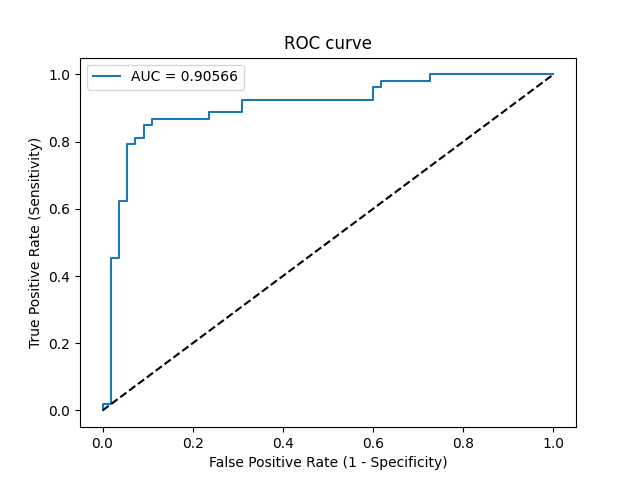 ROC curve
AUC = 0.90566
True Positive Rate (Sensitivity)
1.0
0.8
0.6
0.4
0.2
0.0
0.0 0.2 0.4 0.6 0.8 1.0
False Positive Rate (1 - Specificity)